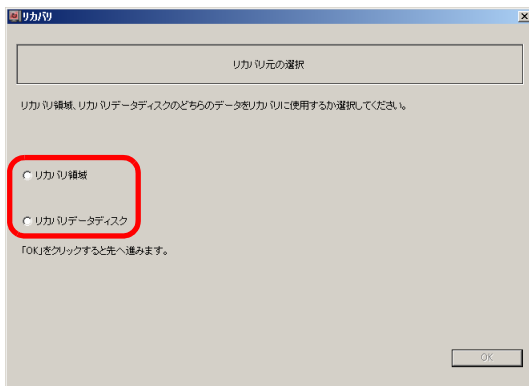 リカバリ
リカバリ元の選択
リカバリ領域、リカバリデータディスクのどちらのデータをリカバリに使用するか選択してください。
リカバリ領域
リカバリデータディスク
「OK」をクリックすると先へ進みます。
OK